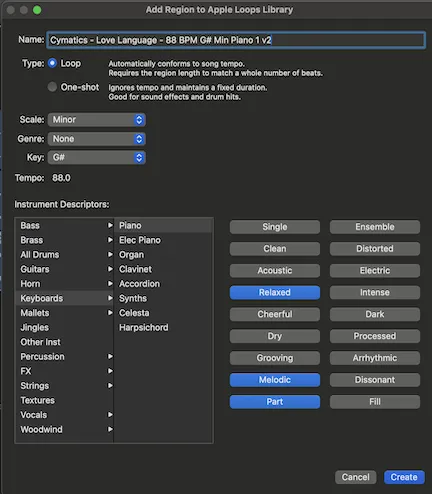 Add Region to Apple Loops Library
Name: Cymatics - Love Language - 88 BPM G# Min Piano 1 v2
Type: Loop
Automatically conforms to song tempo.
Requires the region length to match a whole number of beats.
One-shot
Ignores tempo and maintains a fixed duration.
Good for sound effects and drum hits.
Scale: Minor
Genre: None
Key: G#
Tempo: 88.0
Instrument Descriptors:
Bass
Brass
All Drums
Guitars
Horn
Keyboards
Mallets
Jingles
Other Inst
Percussion
FX
Strings
Textures
Vocals
Woodwind
Piano
Elec Piano
Organ
Clavinet
Accordion
Synths
Celesta
Harpsichord
Single Ensemble
Clean Distorted
Acoustic Electric
Relaxed Intense
Cheerful Dark
Dry Processed
Grooving Arrhythmic
Melodic Dissonant
Part Fill
Cancel Create